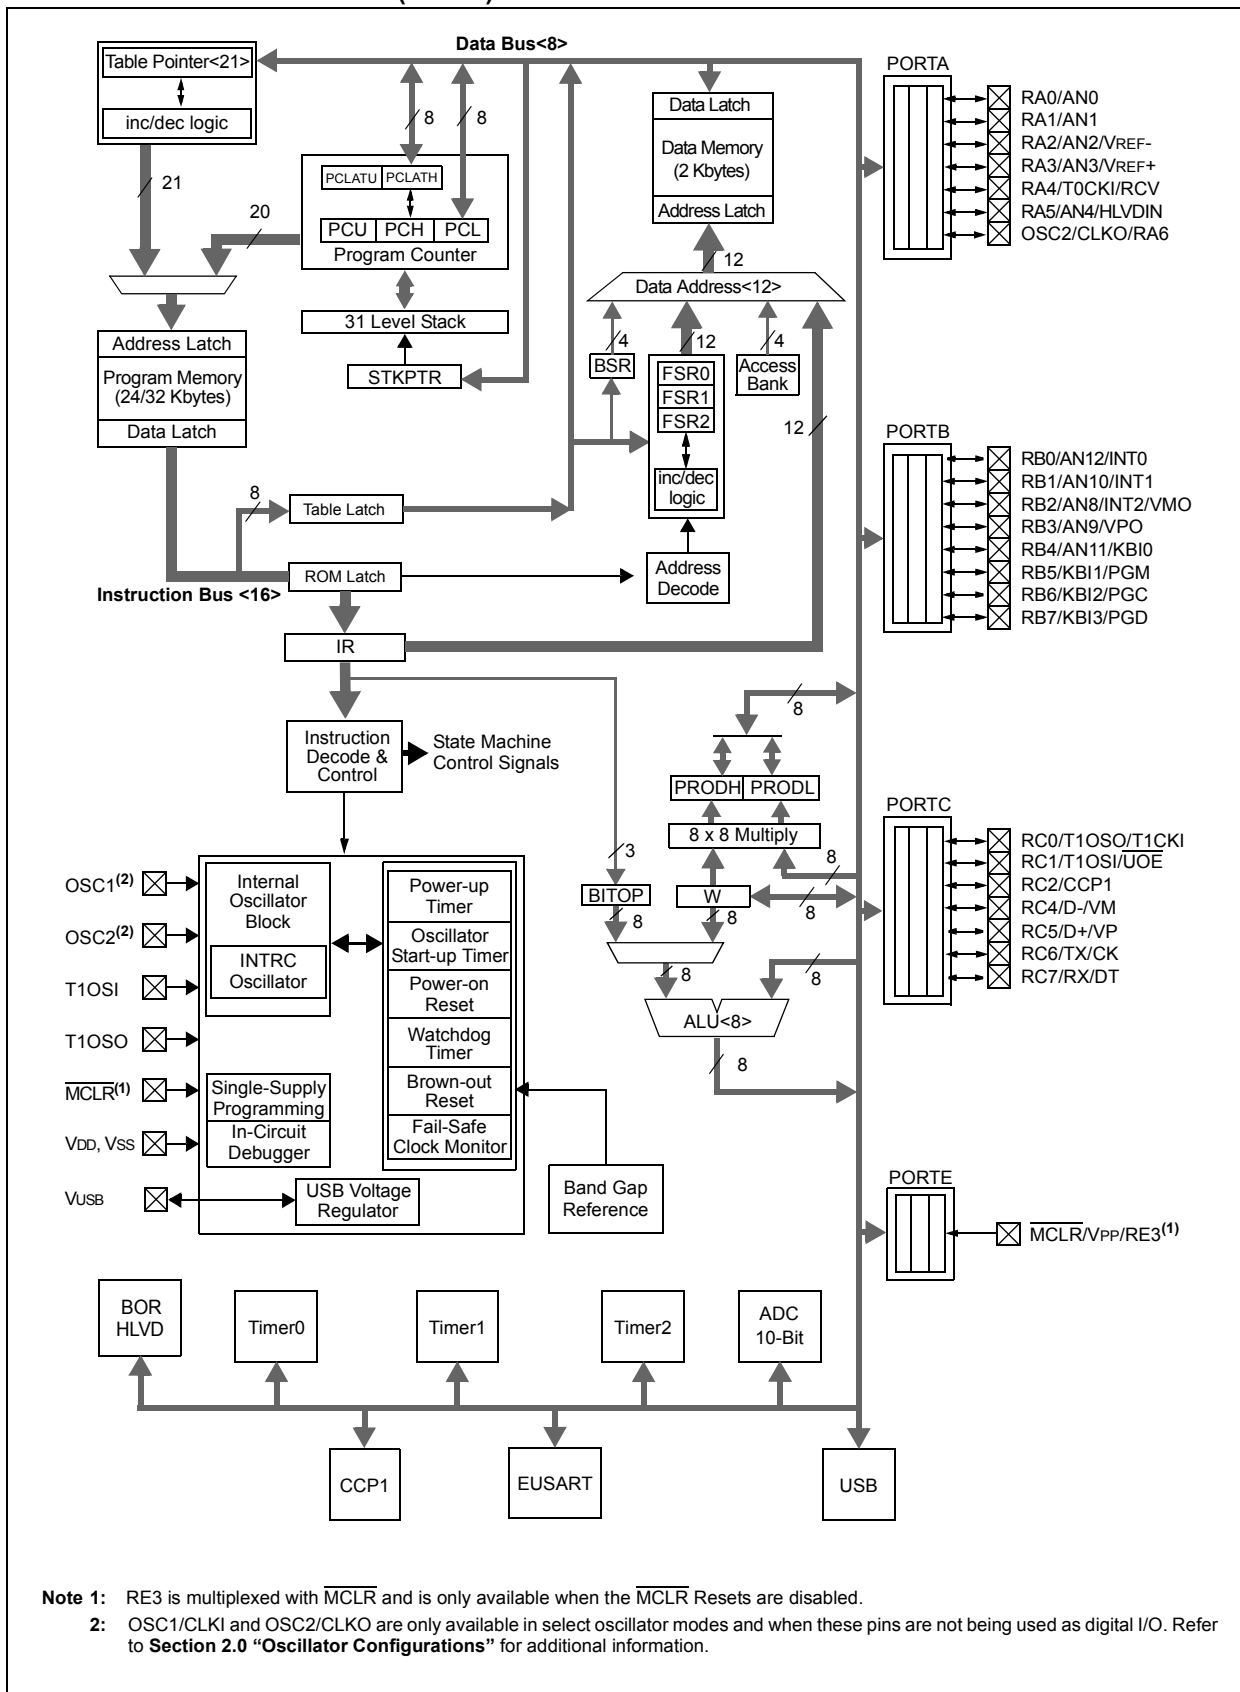 Data Bus<8>
Table Pointer<21>
inc/dec logic
21
20
8
8
PCLATU PCLATH
PCU PCH PCL
Program Counter
31 Level Stack
STKPTR
Address Latch
Program Memory
(24/32 Kbytes)
Data Latch
8
Table Latch
ROM Latch
Instruction Bus <16>
IR
Data Latch
Data Memory
(2 Kbytes)
Address Latch
12
Data Address<12>
4
12
4
BSR
FSR0
FSR1
FSR2
Access
Bank
inc/dec
logic
12
Address
Decode
Instruction
Decode &
Control
State Machine
Control Signals
8
PRODH PRODL
8 x 8 Multiply
3
8
BITOP
W
8
8
8
8
8
ALU<8>
8
OSC1(2)
OSC2(2)
T1OSI
T1OSO
MCLR(1)
VDD, VSS
VUSB
Internal
Oscillator
Block
INTRC
Oscillator
Single-Supply
Programming
In-Circuit
Debugger
USB Voltage
Regulator
Power-up
Timer
Oscillator
Start-up Timer
Power-on
Reset
Watchdog
Timer
Brown-out
Reset
Fail-Safe
Clock Monitor
Band Gap
Reference
PORTA
RA0/AN0
RA1/AN1
RA2/AN2/VREF-
RA3/AN3/VREF+
RA4/T0CKI/RCV
RA5/AN4/HLVDIN
OSC2/CLKO/RA6
PORTB
RB0/AN12/INT0
RB1/AN10/INT1
RB2/AN8/INT2/VMO
RB3/AN9/VPO
RB4/AN11/KBI0
RB5/KBI1/PGM
RB6/KBI2/PGC
RB7/KBI3/PGD
PORTC
RC0/T1OSO/T1CKI
RC1/T1OSI/UOE
RC2/CCP1
RC4/D-/VM
RC5/D+/VP
RC6/TX/CK
RC7/RX/DT
PORTE
MCLR/VPP/RE3(1)
BOR
HLVD
Timer0
Timer1
Timer2
ADC
10-Bit
CCP1
EUSART
USB
Note 1: RE3 is multiplexed with MCLR and is only available when the MCLR Resets are disabled.
2: OSC1/CLKI and OSC2/CLKO are only available in select oscillator modes and when these pins are not being used as digital I/O. Refer
to Section 2.0 “Oscillator Configurations” for additional information.